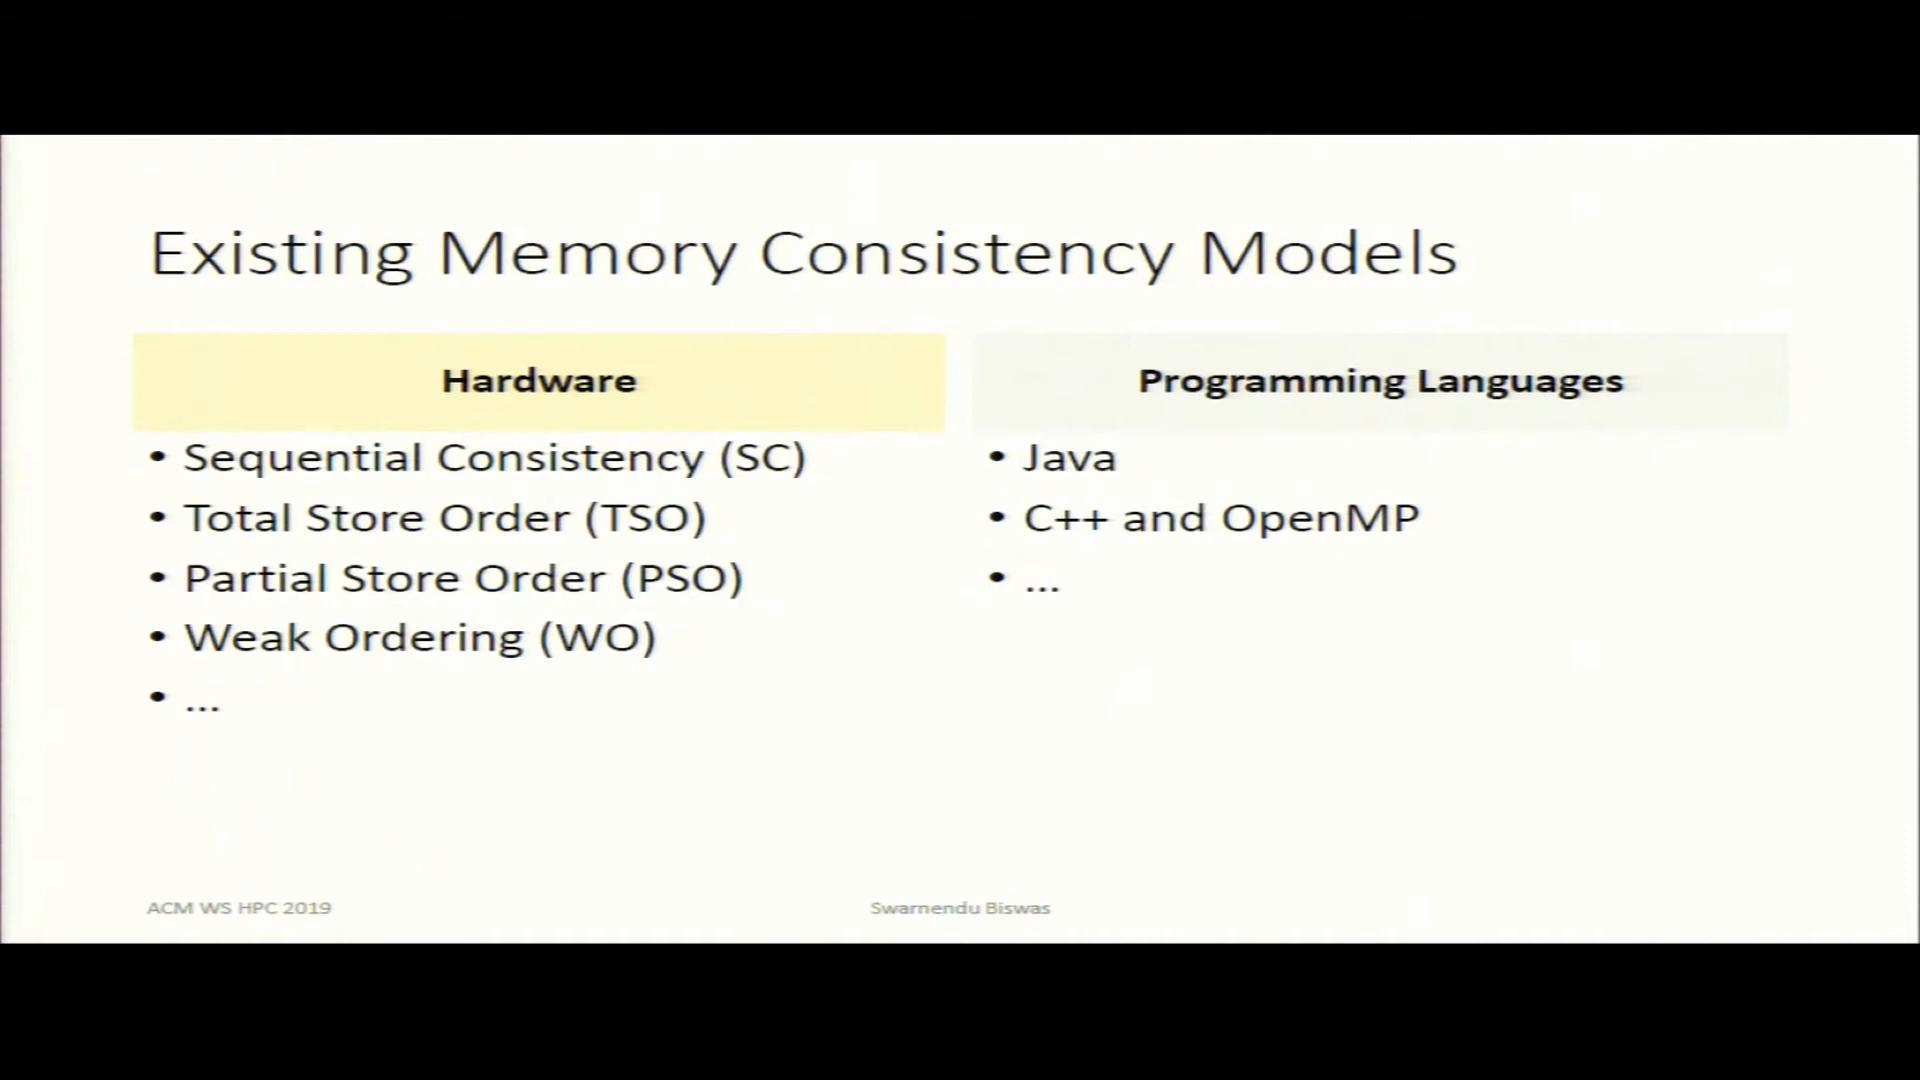 Existing Memory Consistency Models
Hardware
• Sequential Consistency (SC)
• Total Store Order (TSO)
• Partial Store Order (PSO)
• Weak Ordering (WO)
• ...
Programming Languages
• Java
• C++ and OpenMP
• ...
ACM WS HPC 2019
Swarnendu Biswas